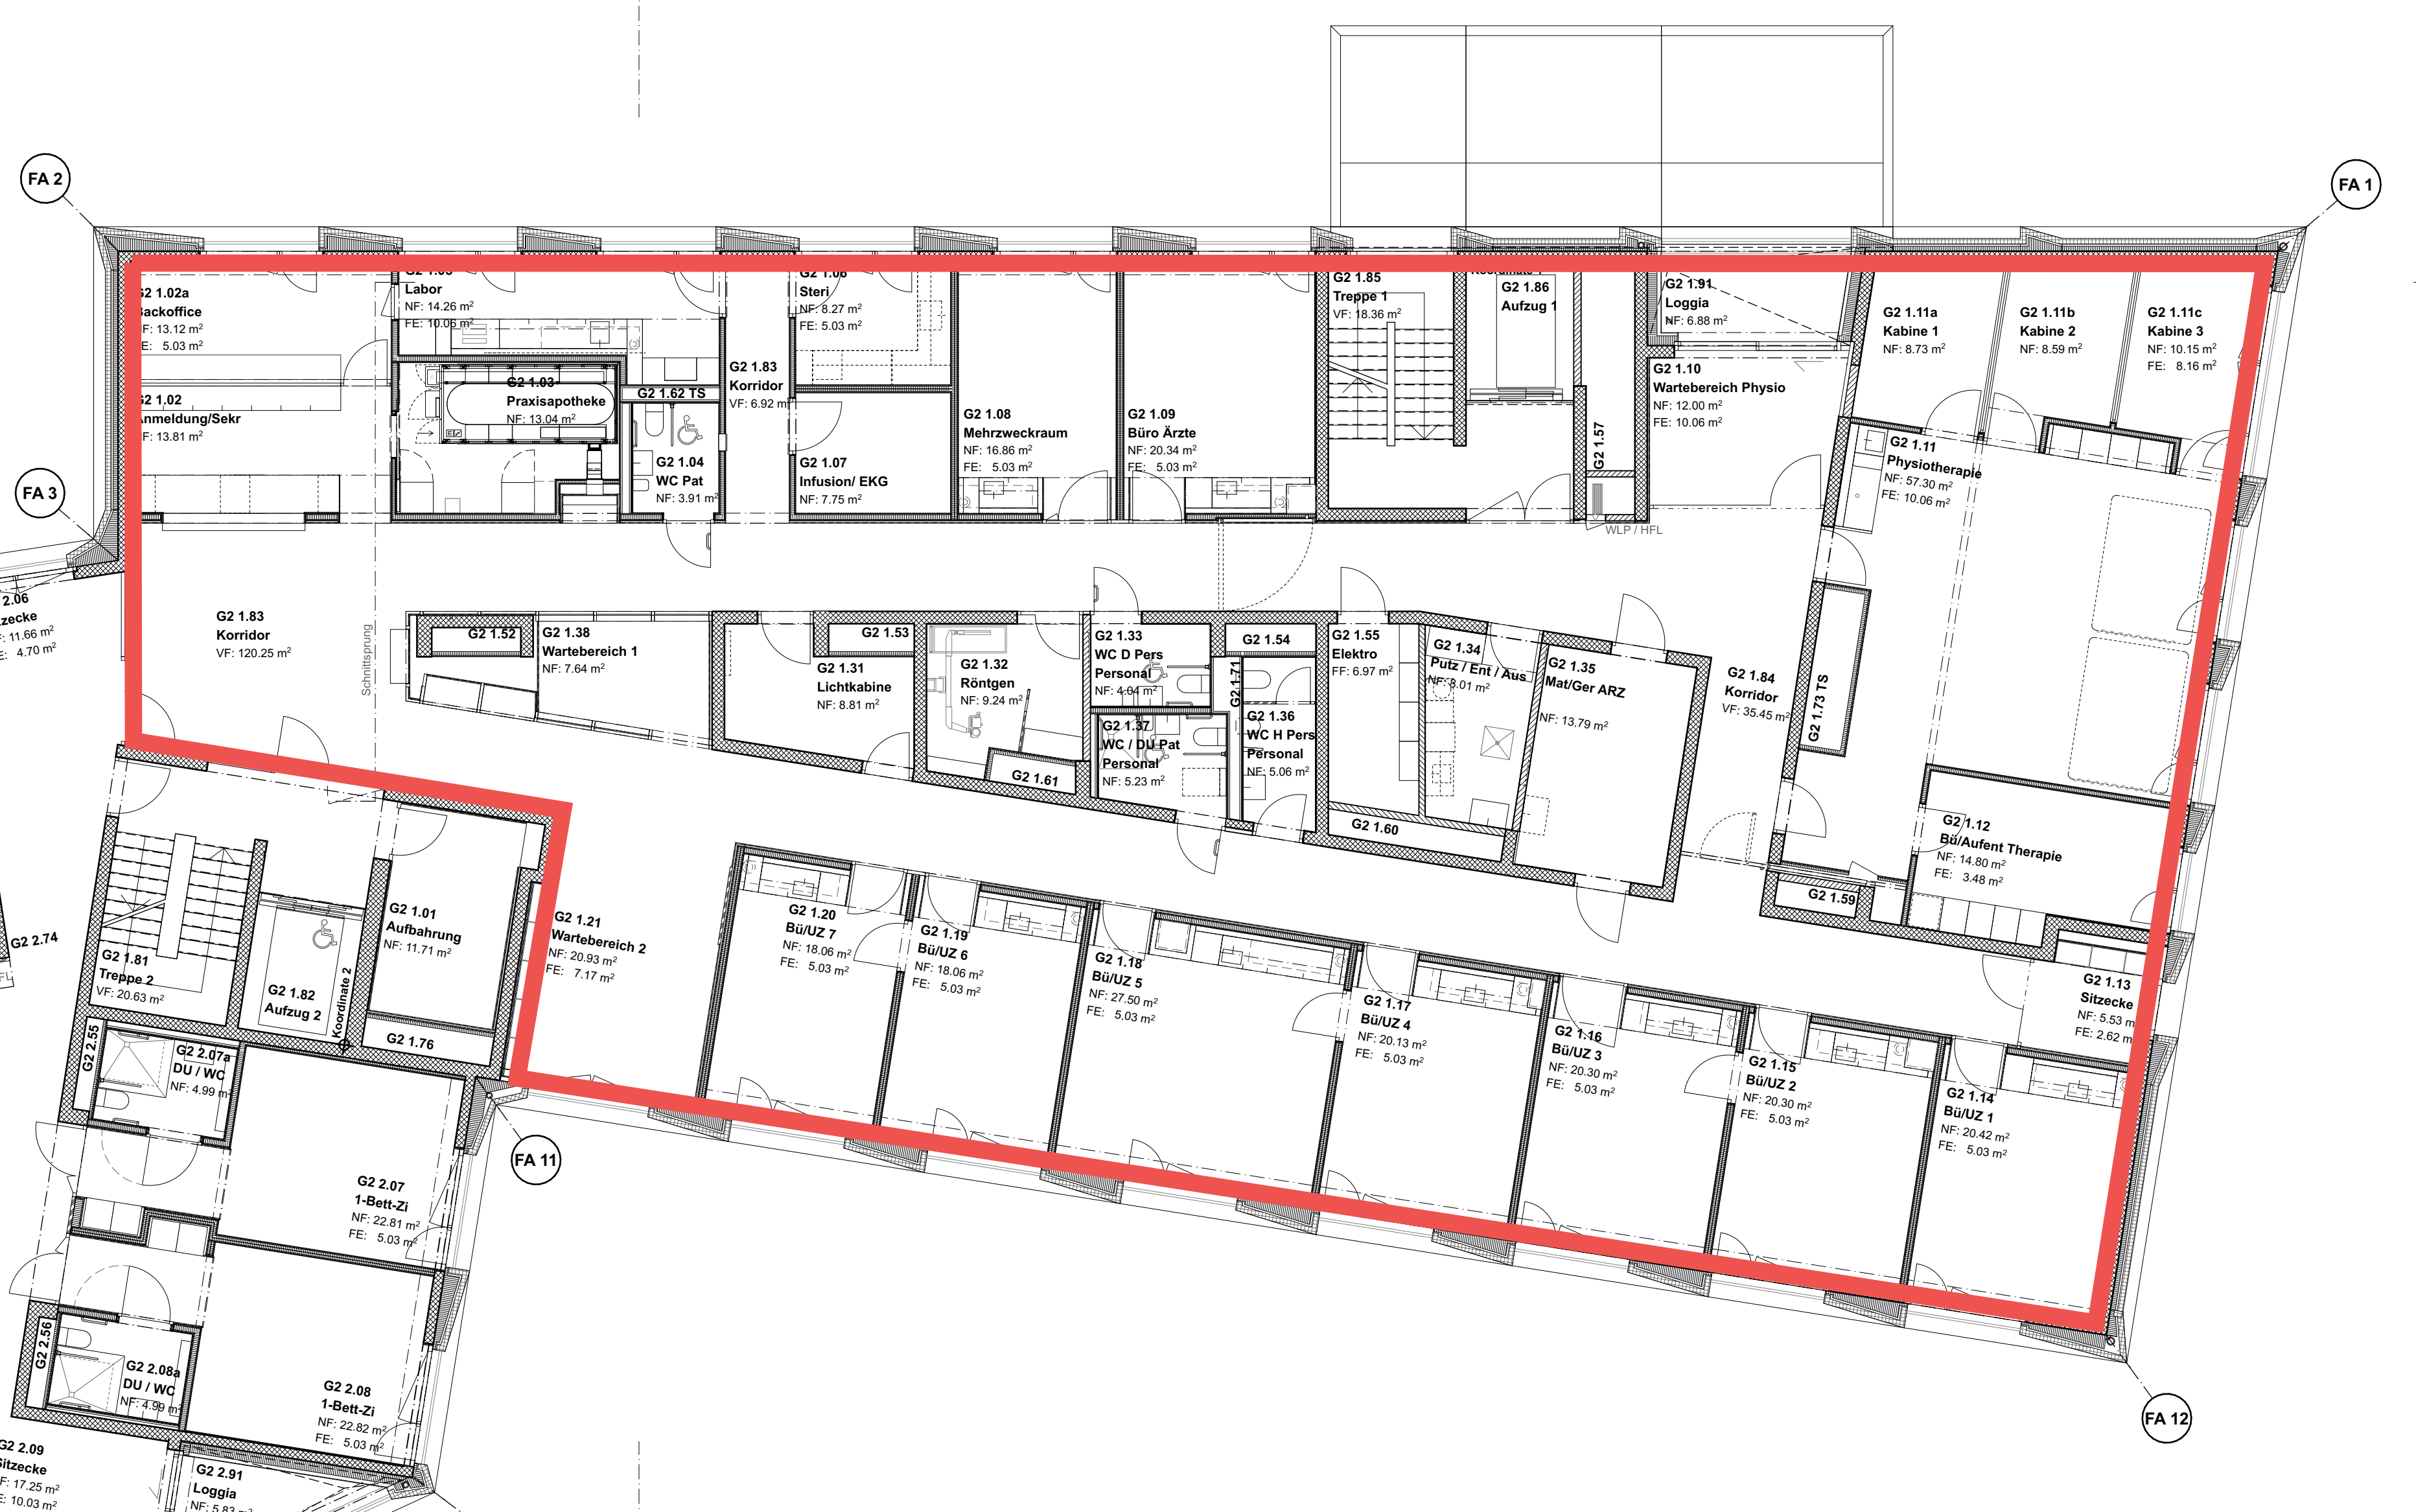 FA 2
FA 1
FA 3
FA 11
FA 12
G2 1.02a
Backoffice
NF: 13.12 m²
FE: 5.03 m²
G2 1.02
Anmeldung/Sekr
NF: 13.81 m²
Labor
NF: 14.26 m²
FE: 10.06 m²
G2 1.03
Praxisapotheke
NF: 13.04 m²
G2 1.62 TS
G2 1.04
WC Pat
NF: 3.91 m²
G2 1.83
Korridor
VF: 6.92 m
G2 1.06
Steri
NF: 8.27 m²
FE: 5.03 m²
G2 1.07
Infusion/ EKG
NF: 7.75 m²
G2 1.08
Mehrzweckraum
NF: 16.86 m²
FE: 5.03 m²
G2 1.09
Büro Ärzte
NF: 20.34 m²
FE: 5.03 m²
G2 1.85
Treppe 1
VF: 18.36 m²
G2 1.86
Aufzug 1
G2 1.57
WLP / HFL
G2 1.91
Loggia
NF: 6.88 m²
G2 1.10
Wartebereich Physio
NF: 12.00 m²
FE: 10.06 m²
G2 1.11a
Kabine 1
NF: 8.73 m²
G2 1.11b
Kabine 2
NF: 8.59 m²
G2 1.11c
Kabine 3
NF: 10.15 m²
FE: 8.16 m²
G2 1.11
Physiotherapie
NF: 57.30 m²
FE: 10.06 m²
2.06
zecke
: 11.66 m²
: 4.70 m²
G2 1.83
Korridor
VF: 120.25 m²
Schnittsprung
G2 1.52
G2 1.38
Wartebereich 1
NF: 7.64 m²
G2 1.53
G2 1.31
Lichtkabine
NF: 8.81 m²
G2 1.32
Röntgen
NF: 9.24 m²
G2 1.61
G2 1.33
WC D Pers
Personal
NF: 4.04 m²
G2 1.37
WC / DU Pat
Personal
NF: 5.23 m²
G2 1.54
G2 1.71
G2 1.36
WC H Pers
Personal
NF: 5.06 m²
G2 1.55
Elektro
FF: 6.97 m²
G2 1.60
G2 1.34
Putz / Ent / Aus
NF: 8.01 m²
G2 1.35
Mat/Ger ARZ
NF: 13.79 m²
G2 1.84
Korridor
VF: 35.45 m²
G2 1.73 TS
G2 1.12
Bü/Aufent Therapie
NF: 14.80 m²
FE: 3.48 m²
G2 1.59
G2 1.13
Sitzecke
NF: 5.53 m
FE: 2.62 m
G2 2.74
G2 1.81
Treppe 2
VF: 20.63 m²
G2 1.82
Aufzug 2
Koordinate 2
G2 1.01
Aufbahrung
NF: 11.71 m²
G2 1.76
G2 1.21
Wartebereich 2
NF: 20.93 m²
FE: 7.17 m²
G2 1.20
Bü/UZ 7
NF: 18.06 m²
FE: 5.03 m²
G2 1.19
Bü/UZ 6
NF: 18.06 m²
FE: 5.03 m²
G2 1.18
Bü/UZ 5
NF: 27.50 m²
FE: 5.03 m²
G2 1.17
Bü/UZ 4
NF: 20.13 m²
FE: 5.03 m²
G2 1.16
Bü/UZ 3
NF: 20.30 m²
FE: 5.03 m²
G2 1.15
Bü/UZ 2
NF: 20.30 m²
FE: 5.03 m²
G2 1.14
Bü/UZ 1
NF: 20.42 m²
FE: 5.03 m²
G2 2.55
G2 2.07a
DU / WC
NF: 4.99 m²
G2 2.07
1-Bett-Zi
NF: 22.81 m²
FE: 5.03 m²
G2 2.56
G2 2.08a
DU / WC
NF: 4.99 m²
G2 2.08
1-Bett-Zi
NF: 22.82 m²
FE: 5.03 m²
G2 2.09
Sitzecke
F: 17.25 m²
: 10.03 m²
G2 2.91
Loggia
NF: 5.83 m²